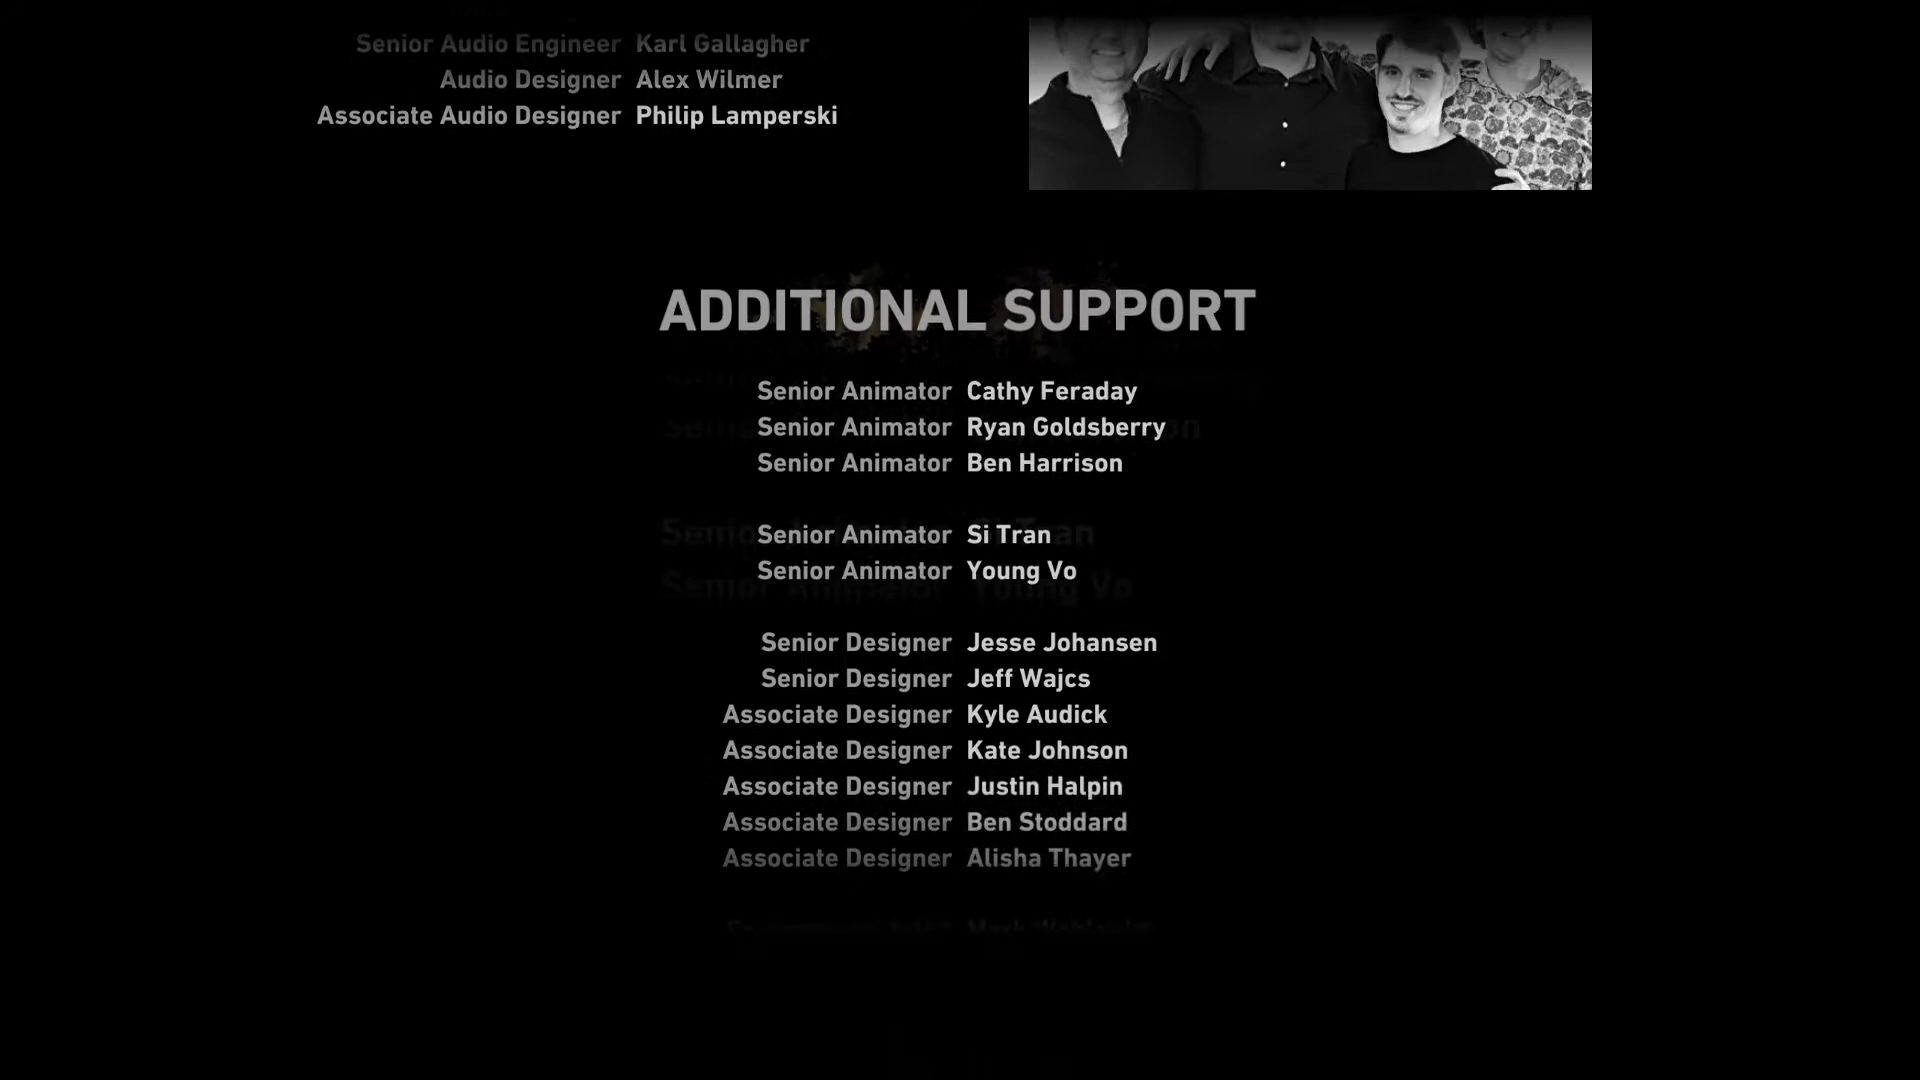 Senior Audio Engineer Karl Gallagher
Audio Designer Alex Wilmer
Associate Audio Designer Philip Lamperski
ADDITIONAL SUPPORT
Senior Animator Cathy Feraday
Senior Animator Ryan Goldsberry
Senior Animator Ben Harrison
Senior Animator Si Tran
Senior Animator Young Vo
Senior Designer Jesse Johansen
Senior Designer Jeff Wajcs
Associate Designer Kyle Audick
Associate Designer Kate Johnson
Associate Designer Justin Halpin
Associate Designer Ben Stoddard
Associate Designer Alisha Thayer